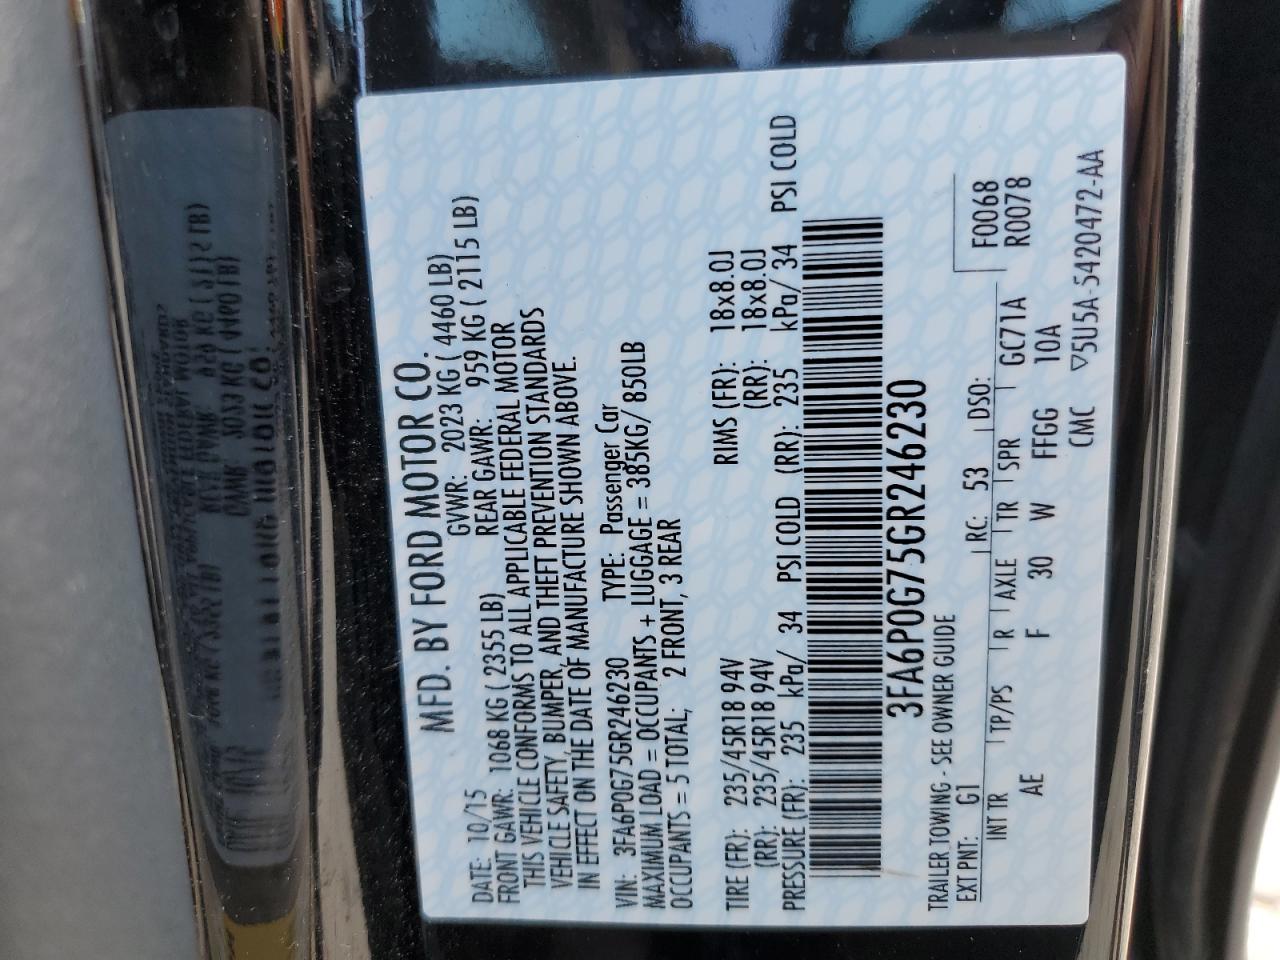 MFD. BY FORD MOTOR CO.
DATE: 10/15 GVWR: 2023 KG ( 4460 LB)
FRONT GAWR: 1068 KG ( 2355 LB) REAR GAWR: 959 KG ( 2115 LB)
THIS VEHICLE CONFORMS TO ALL APPLICABLE FEDERAL MOTOR
VEHICLE SAFETY, BUMPER, AND THEFT PREVENTION STANDARDS
IN EFFECT ON THE DATE OF MANUFACTURE SHOWN ABOVE.
VIN: 3FA6P0G75GR246230 TYPE: Passenger Car
MAXIMUM LOAD = OCCUPANTS + LUGGAGE = 385KG/ 850LB
OCCUPANTS = 5 TOTAL; 2 FRONT, 3 REAR
TIRE (FR): 235/45R18 94V RIMS (FR): 18x8.0J
(RR): 235/45R18 94V (RR): 18x8.0J
PRESSURE (FR): 235 kPa/ 34 PSI COLD (RR): 235 kPa/ 34 PSI COLD
3FA6P0G75GR246230
TRAILER TOWING - SEE OWNER GUIDE
EXT PNT: G1 RC: 53 DSO: F0068
INT TR TP/PS R AXLE TR SPR GC71A R0078
AE F 30 W FFGG 10A
CMC ▽5U5A-5420472-AA